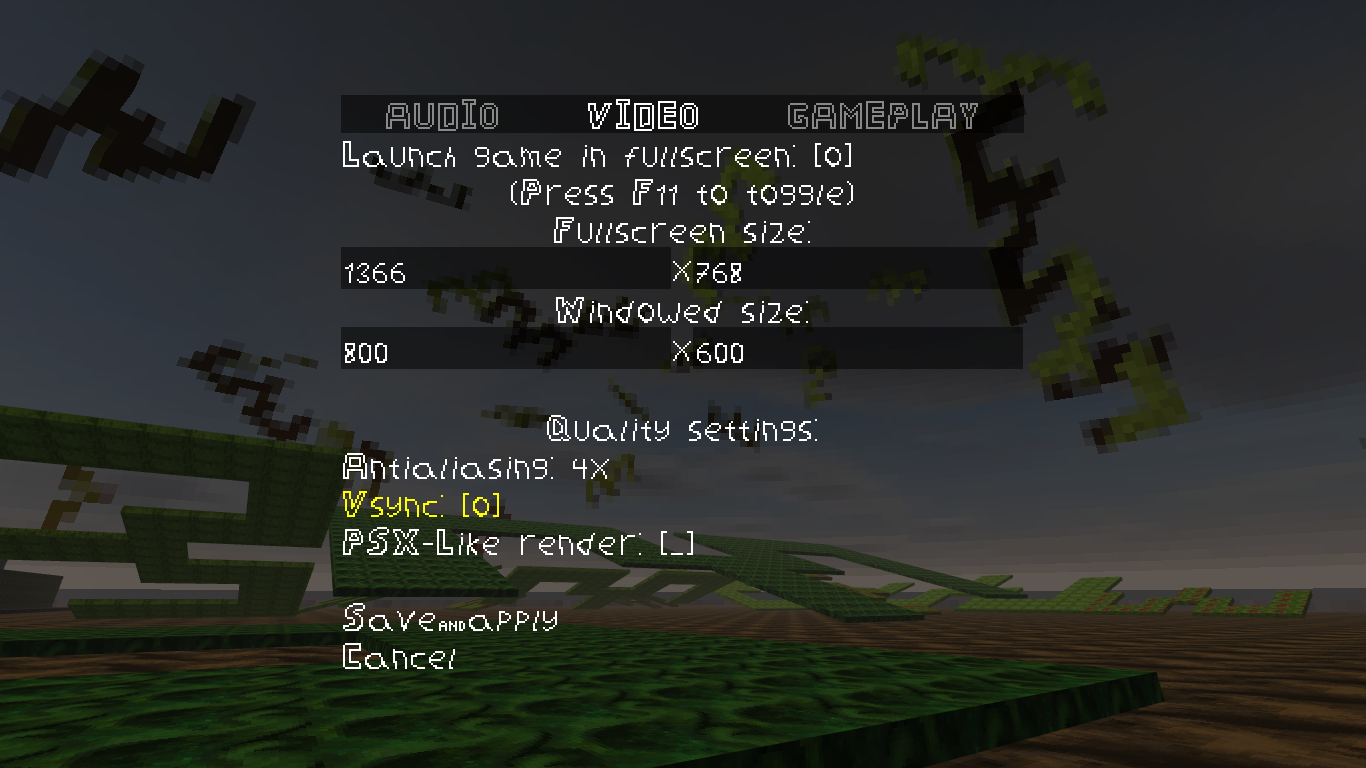 AUDIO VIDEO GAMEPLAY
Launch game in fullscreen: [O]
(Press F11 to toggle)
Fullscreen size:
1366 X768
Windowed size:
800 X600
Quality settings:
Antialiasing: 4X
Vsync: [O]
PSX-Like render: [_]
Save AND apply
Cancel